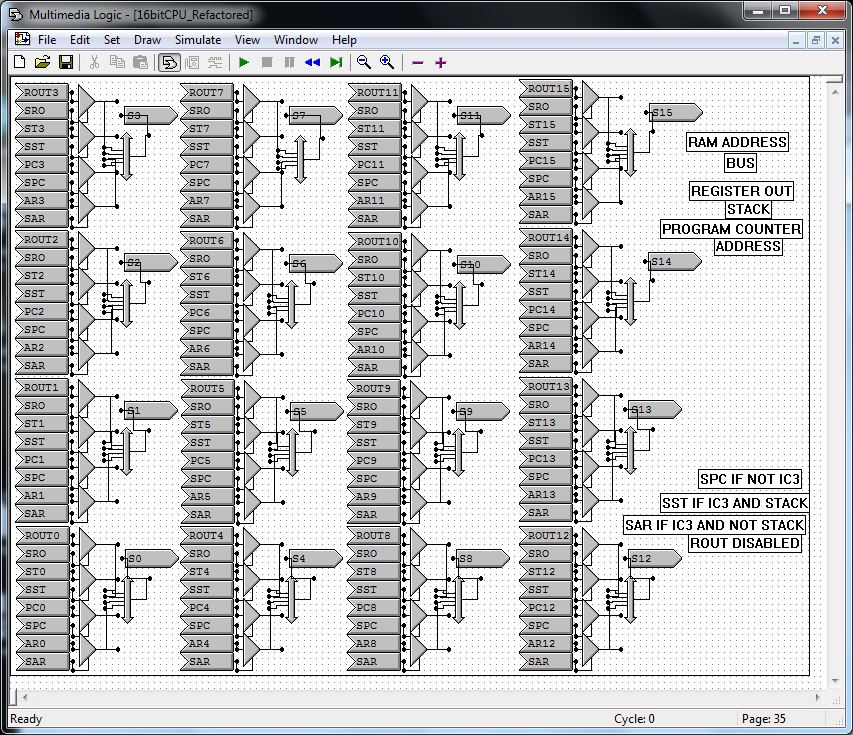 Multimedia Logic - [16bitCPU_Refactored]
File Edit Set Draw Simulate View Window Help
ROUT3
SRO
ST3
SST
PC3
SPC
AR3
SAR
S3
ROUT7
SRO
ST7
SST
PC7
SPC
AR7
SAR
S7
ROUT11
SRO
ST11
SST
PC11
SPC
AR11
SAR
S11
ROUT15
SRO
ST15
SST
PC15
SPC
AR15
SAR
S15
RAM ADDRESS
BUS
REGISTER OUT
STACK
PROGRAM COUNTER
ADDRESS
ROUT2
SRO
ST2
SST
PC2
SPC
AR2
SAR
S2
ROUT6
SRO
ST6
SST
PC6
SPC
AR6
SAR
S6
ROUT10
SRO
ST10
SST
PC10
SPC
AR10
SAR
S10
ROUT14
SRO
ST14
SST
PC14
SPC
AR14
SAR
S14
ROUT1
SRO
ST1
SST
PC1
SPC
AR1
SAR
S1
ROUT5
SRO
ST5
SST
PC5
SPC
AR5
SAR
S5
ROUT9
SRO
ST9
SST
PC9
SPC
AR9
SAR
S9
ROUT13
SRO
ST13
SST
PC13
SPC
AR13
SAR
S13
SPC IF NOT IC3
SST IF IC3 AND STACK
SAR IF IC3 AND NOT STACK
ROUT DISABLED
ROUT0
SRO
ST0
SST
PC0
SPC
AR0
SAR
S0
ROUT4
SRO
ST4
SST
PC4
SPC
AR4
SAR
S4
ROUT8
SRO
ST8
SST
PC8
SPC
AR8
SAR
S8
ROUT12
SRO
ST12
SST
PC12
SPC
AR12
SAR
S12
Ready Cycle: 0 Page: 35